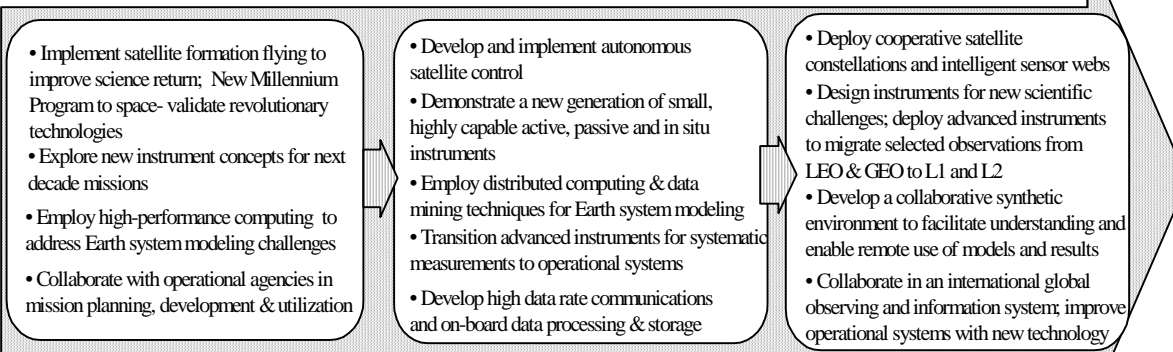 • Implement satellite formation flying to
improve science return; New Millennium
Program to space- validate revolutionary
technologies
• Explore new instrument concepts for next
decade missions
• Employ high-performance computing to
address Earth system modeling challenges
• Collaborate with operational agencies in
mission planning, development & utilization
• Develop and implement autonomous
satellite control
• Demonstrate a new generation of small,
highly capable active, passive and in situ
instruments
• Employ distributed computing & data
mining techniques for Earth system modeling
• Transition advanced instruments for systematic
measurements to operational systems
• Develop high data rate communications
and on-board data processing & storage
• Deploy cooperative satellite
constellations and intelligent sensor webs
• Design instruments for new scientific
challenges; deploy advanced instruments
to migrate selected observations from
LEO & GEO to L1 and L2
• Develop a collaborative synthetic
environment to facilitate understanding and
enable remote use of models and results
• Collaborate in an international global
observing and information system; improve
operational systems with new technology